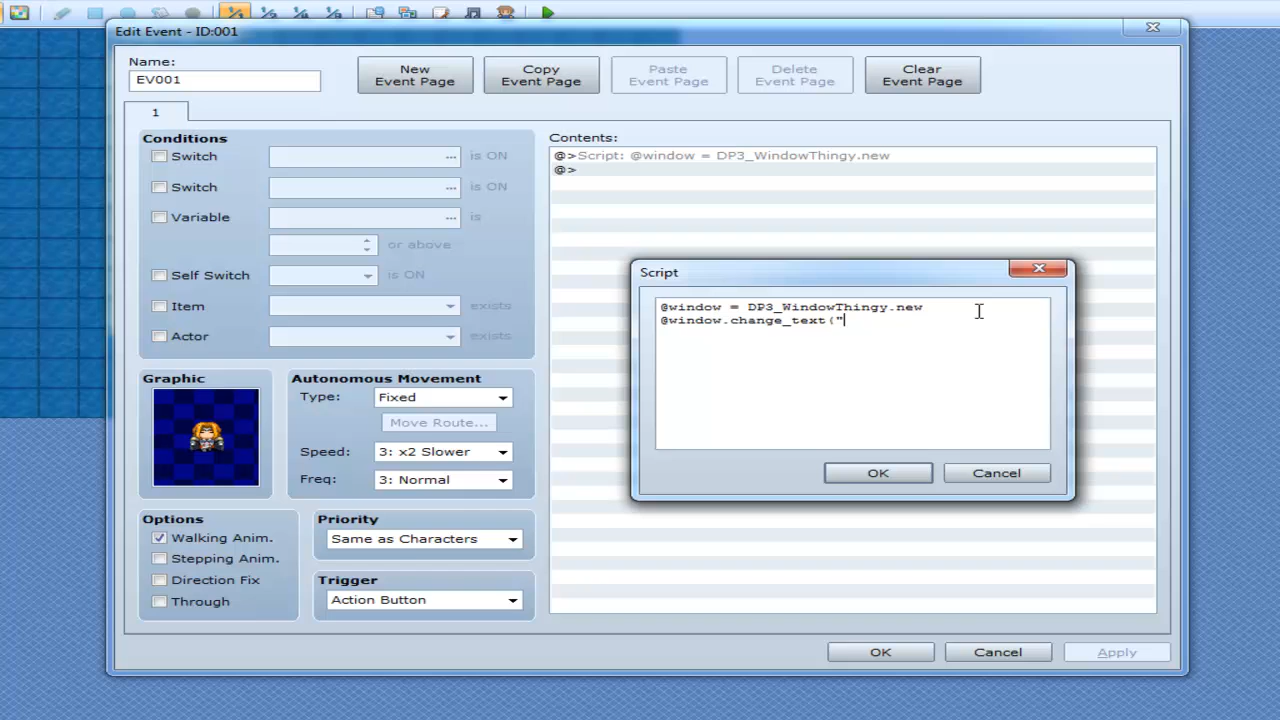 Edit Event - ID:001
Name:
EV001
New Event Page
Copy Event Page
Paste Event Page
Delete Event Page
Clear Event Page
1
Conditions
Switch ... is ON
Switch ... is ON
Variable ... is
or above
Self Switch is ON
Item exists
Actor exists
Graphic
Autonomous Movement
Type: Fixed
Move Route...
Speed: 3: x2 Slower
Freq: 3: Normal
Options
Walking Anim.
Stepping Anim.
Direction Fix
Through
Priority
Same as Characters
Trigger
Action Button
Contents:
@>Script: @window = DP3_WindowThingy.new
@>
Script
@window = DP3_WindowThingy.new
@window.change_text("
OK
Cancel
OK
Cancel
Apply